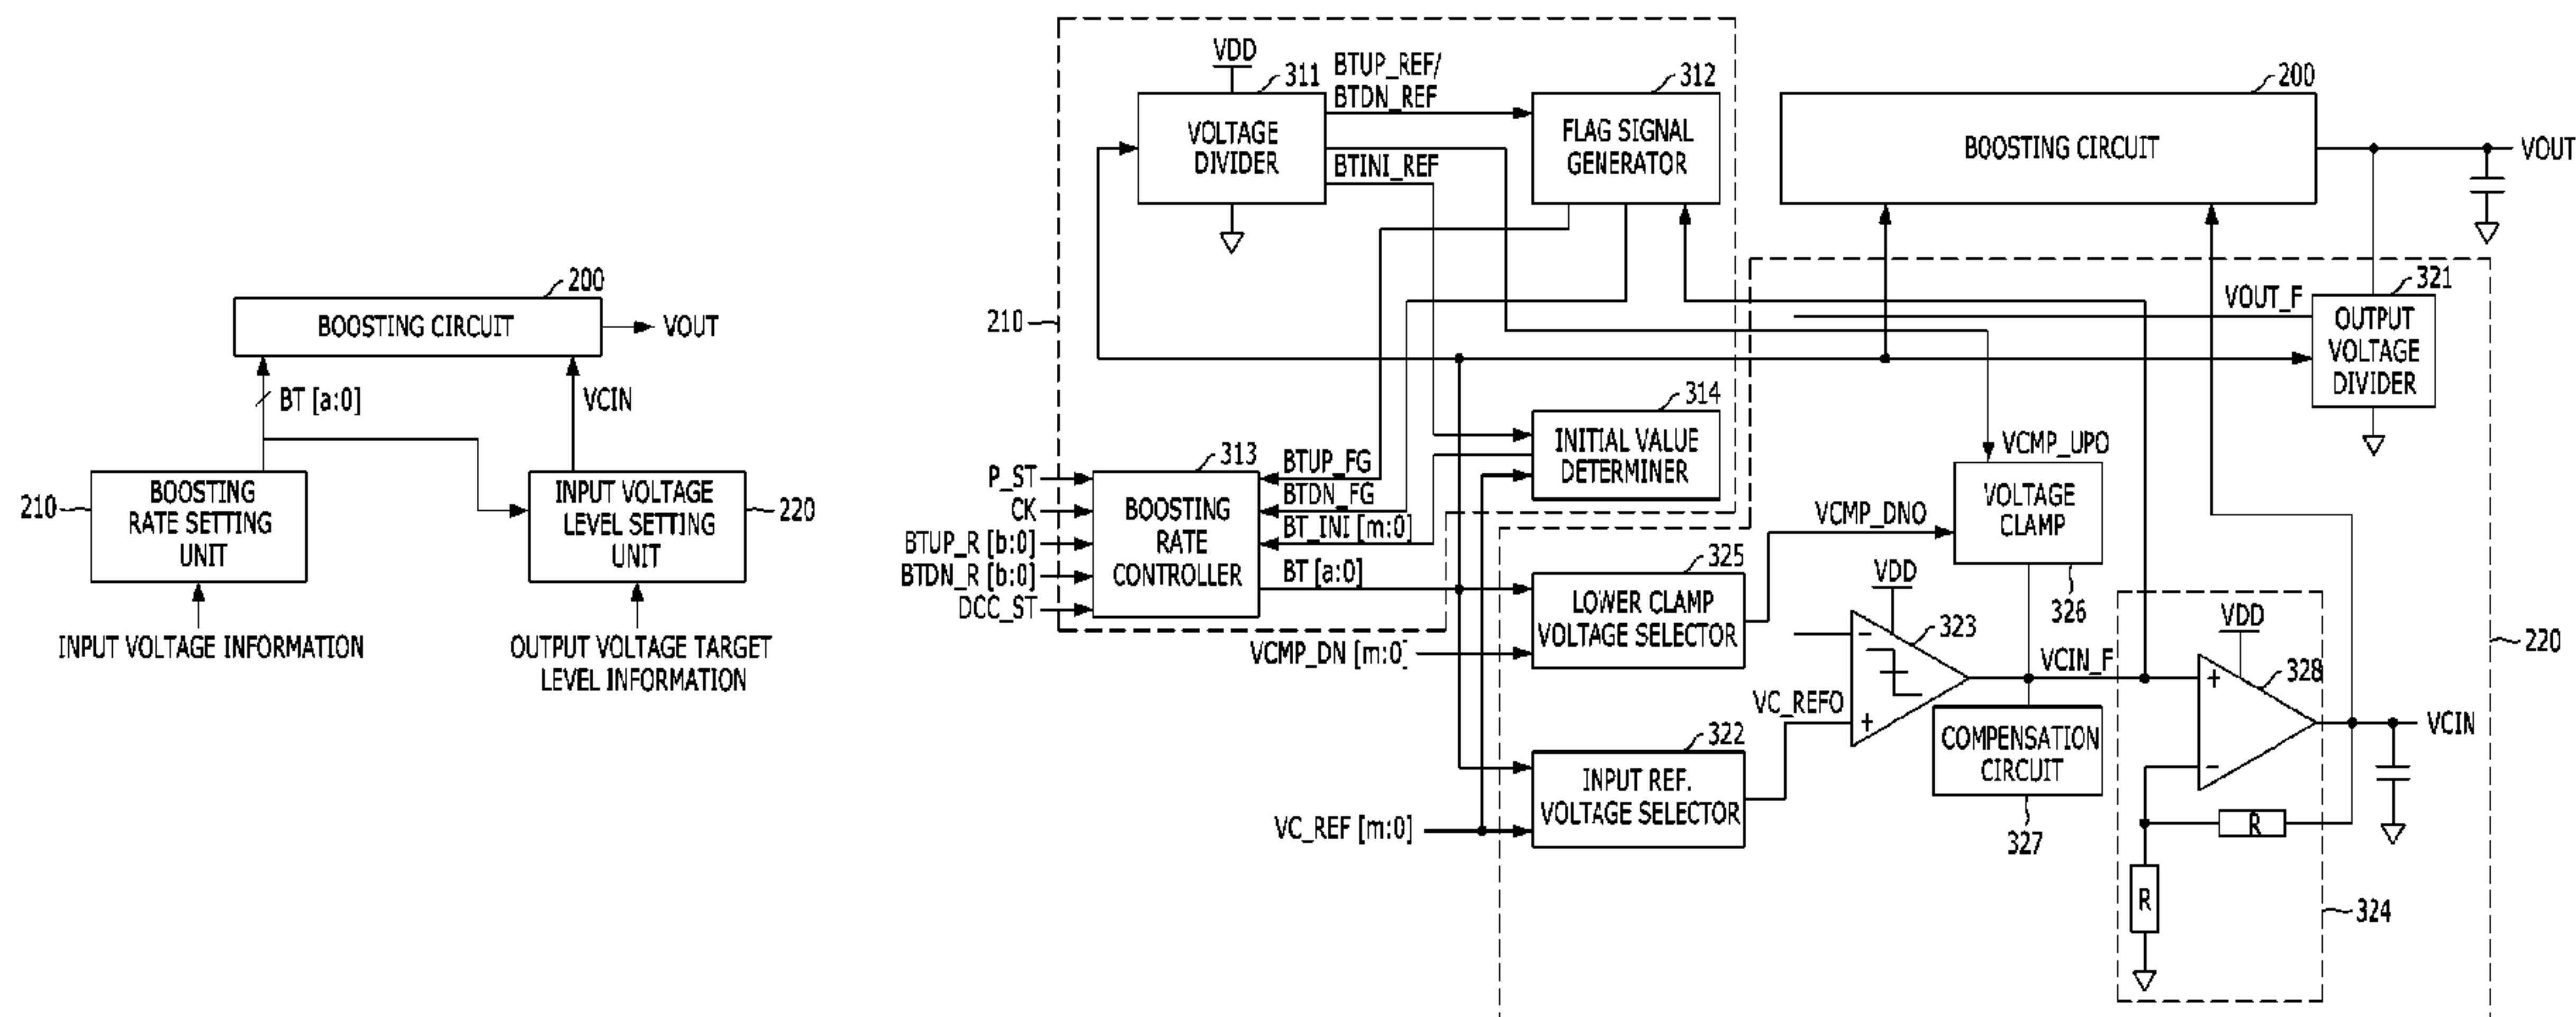 200
BOOSTING CIRCUIT
VOUT
BT [a:0]
VCIN
210
BOOSTING
RATE SETTING
UNIT
INPUT VOLTAGE
LEVEL SETTING
UNIT
220
INPUT VOLTAGE INFORMATION
OUTPUT VOLTAGE TARGET
LEVEL INFORMATION
210
VDD
311
VOLTAGE
DIVIDER
BTUP_REF/
BTDN_REF
BTINI_REF
312
FLAG SIGNAL
GENERATOR
200
BOOSTING CIRCUIT
VOUT
VOUT_F
321
OUTPUT
VOLTAGE
DIVIDER
314
INITIAL VALUE
DETERMINER
313
BOOSTING
RATE
CONTROLLER
P_ST
CK
BTUP_R [b:0]
BTDN_R [b:0]
DCC_ST
BTUP_FG
BTDN_FG
BT_INI [m:0]
BT [a:0]
VCMP_UPO
VOLTAGE
CLAMP
326
VCMP_DNO
325
LOWER CLAMP
VOLTAGE SELECTOR
VCMP_DN [m:0]
VDD
323
-
+
VC_REFO
322
INPUT REF.
VOLTAGE SELECTOR
VC_REF [m:0]
VCIN_F
COMPENSATION
CIRCUIT
327
VDD
328
+
-
VCIN
R
R
324
220